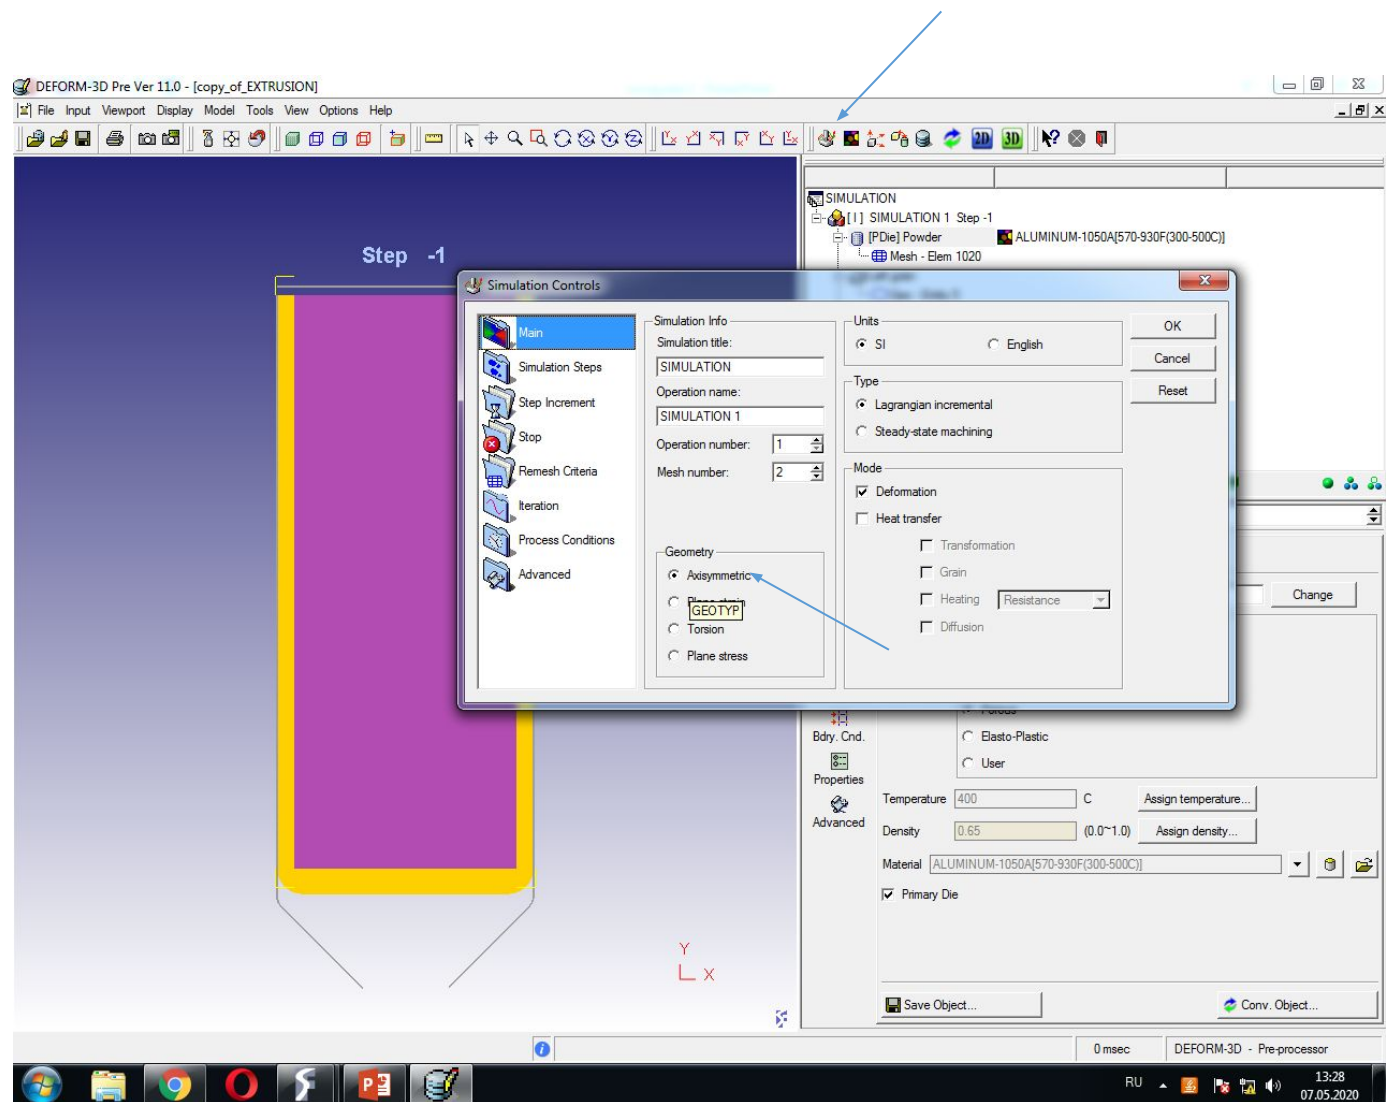 DEFORM-3D Pre Ver 11.0 - [copy_of_EXTRUSION]
File Input Viewport Display Model Tools View Options Help
2D 3D
SIMULATION
[1] SIMULATION 1 Step -1
[PDie] Powder ALUMINUM-1050A[570-930F(300-500C)]
Mesh - Elem 1020
Step -1
Simulation Controls
Main
Simulation Steps
Step Increment
Stop
Remesh Criteria
Iteration
Process Conditions
Advanced
Simulation Info
Simulation title:
SIMULATION
Operation name:
SIMULATION 1
Operation number: 1
Mesh number: 2
Geometry
Axisymmetric
GEOTYP
Torsion
Plane stress
Units
SI English
Type
Lagrangian incremental
Steady-state machining
Mode
Deformation
Heat transfer
Transformation
Grain
Heating Resistance
Diffusion
OK
Cancel
Reset
Change
Bdry. Cnd.
Properties
Advanced
Elasto-Plastic
User
Temperature 400 C Assign temperature...
Density 0.65 (0.0~1.0) Assign density...
Material ALUMINUM-1050A[570-930F(300-500C)]
Primary Die
Y
X
Save Object... Conv. Object...
0 msec DEFORM-3D - Pre-processor
RU
13:28
07.05.2020